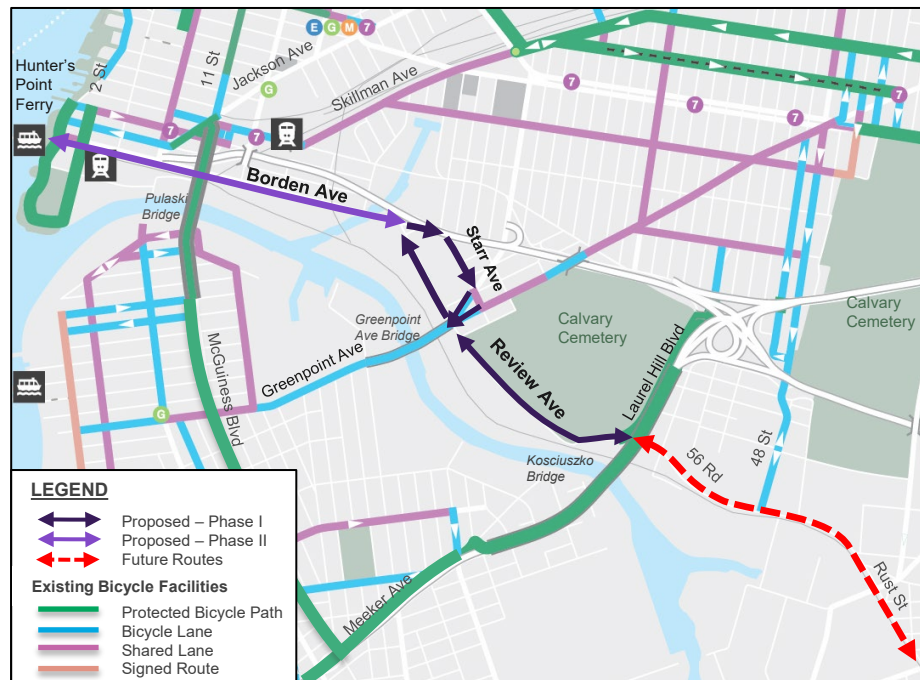 E G M 7
Hunter's
Point
Ferry
2 St
11 St
Jackson Ave
G
Skillman Ave
7
7
7
7
7
7
Borden Ave
Pulaski
Bridge
Starr Ave
Greenpoint
Ave Bridge
Calvary
Cemetery
Calvary
Cemetery
McGuiness Blvd
Greenpoint Ave
Review Ave
Laurel Hill Blvd
G
48 St
56 Rd
Kosciuszko
Bridge
Rust St
Meeker Ave
LEGEND
Proposed – Phase I
Proposed – Phase II
Future Routes
Existing Bicycle Facilities
Protected Bicycle Path
Bicycle Lane
Shared Lane
Signed Route